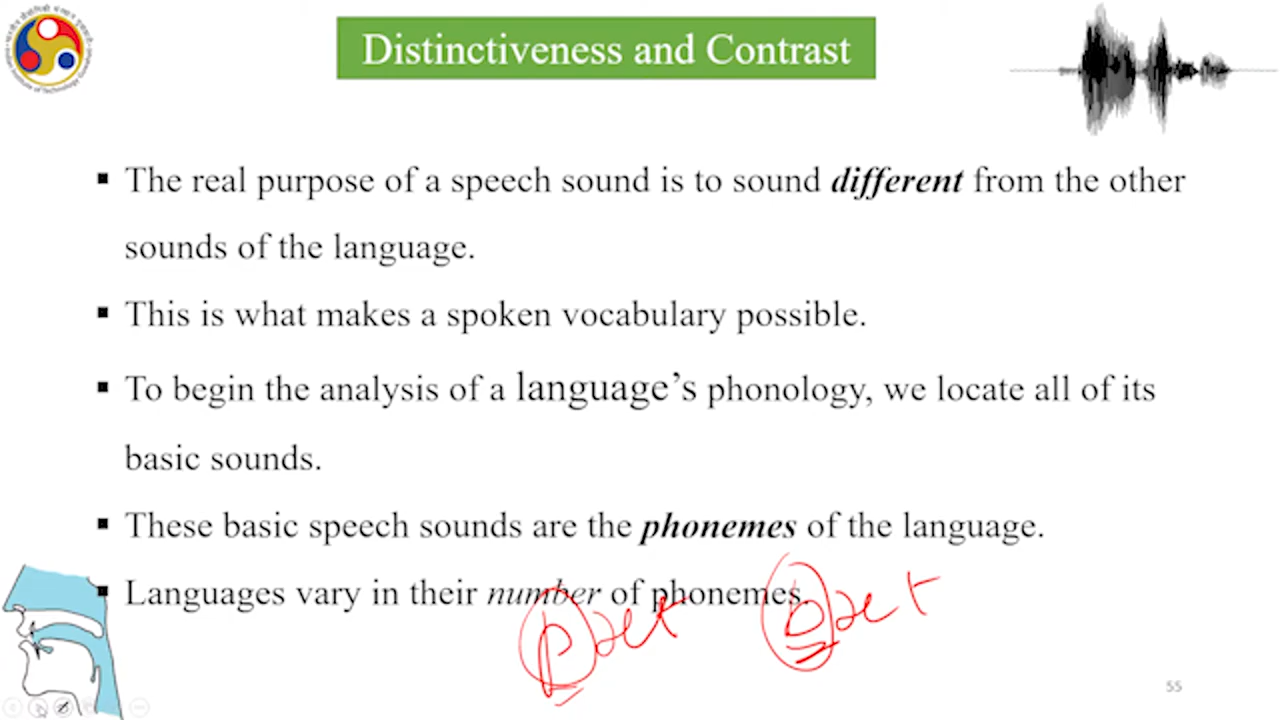 Distinctiveness and Contrast
▪ The real purpose of a speech sound is to sound different from the other
sounds of the language.
▪ This is what makes a spoken vocabulary possible.
▪ To begin the analysis of a language's phonology, we locate all of its
basic sounds.
▪ These basic speech sounds are the phonemes of the language.
▪ Languages vary in their number of phonemes.
pæt bæt
55